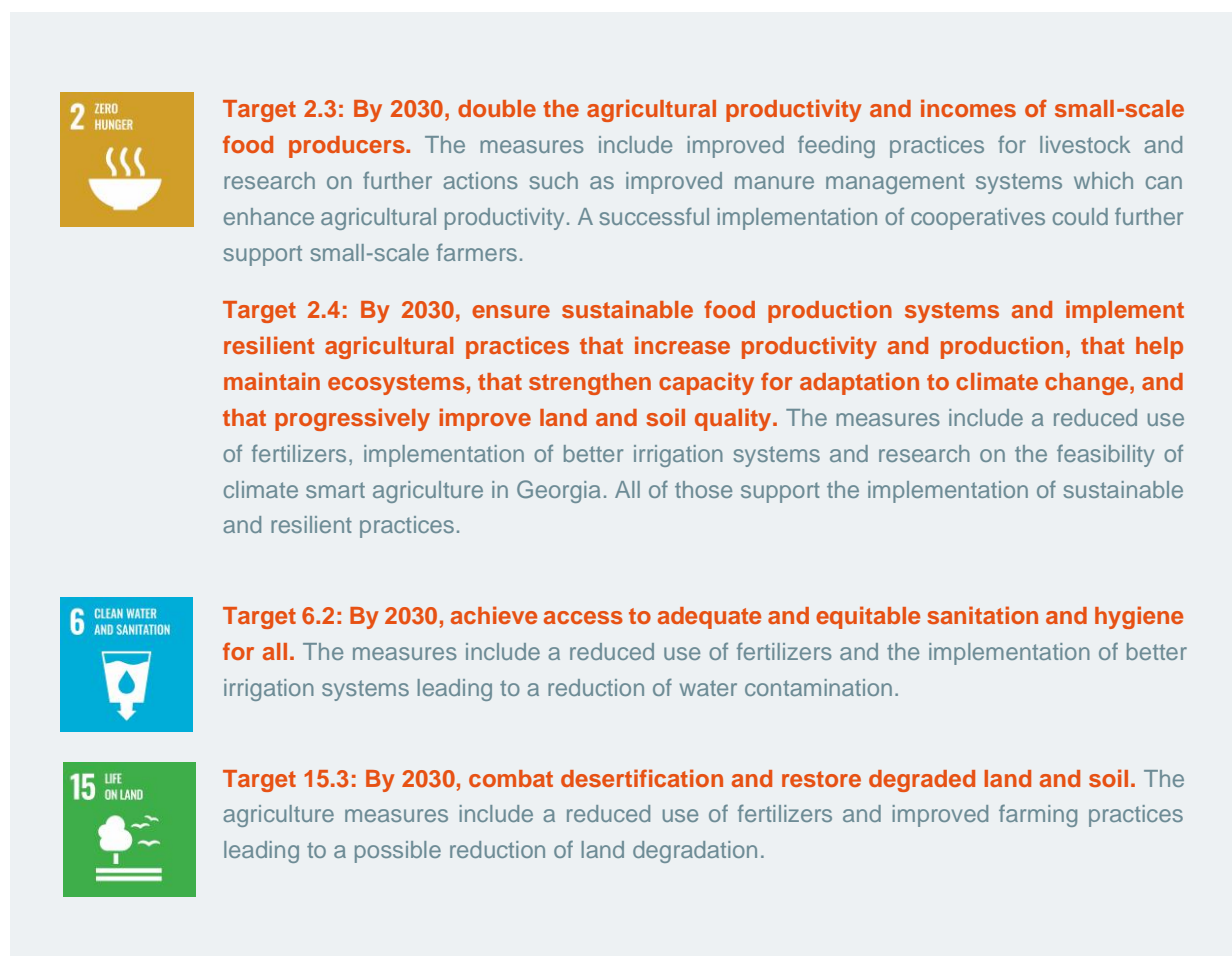 2 ZERO
HUNGER
Target 2.3: By 2030, double the agricultural productivity and incomes of small-scale
food producers. The measures include improved feeding practices for livestock and
research on further actions such as improved manure management systems which can
enhance agricultural productivity. A successful implementation of cooperatives could further
support small-scale farmers.
Target 2.4: By 2030, ensure sustainable food production systems and implement
resilient agricultural practices that increase productivity and production, that help
maintain ecosystems, that strengthen capacity for adaptation to climate change, and
that progressively improve land and soil quality. The measures include a reduced use
of fertilizers, implementation of better irrigation systems and research on the feasibility of
climate smart agriculture in Georgia. All of those support the implementation of sustainable
and resilient practices.
6 CLEAN WATER
AND SANITATION
Target 6.2: By 2030, achieve access to adequate and equitable sanitation and hygiene
for all. The measures include a reduced use of fertilizers and the implementation of better
irrigation systems leading to a reduction of water contamination.
15 LIFE
ON LAND
Target 15.3: By 2030, combat desertification and restore degraded land and soil. The
agriculture measures include a reduced use of fertilizers and improved farming practices
leading to a possible reduction of land degradation.